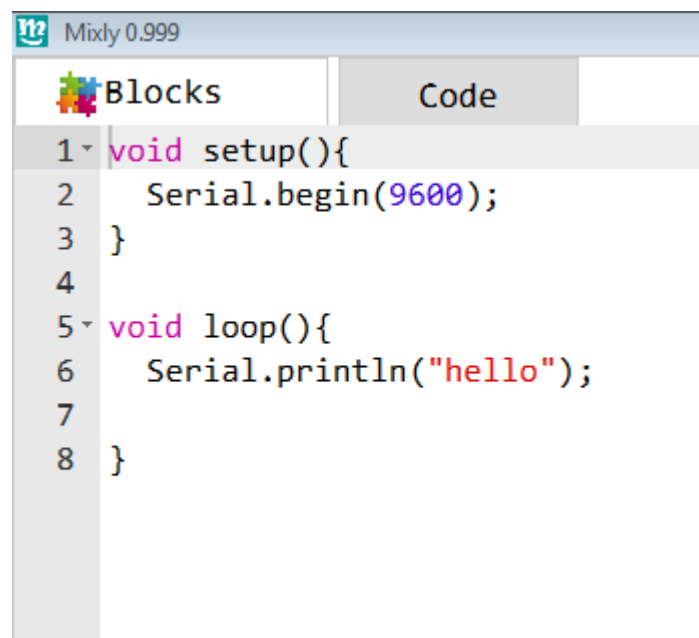 Mixly 0.999
Blocks Code
1 void setup(){
2   Serial.begin(9600);
3 }
4
5 void loop(){
6   Serial.println("hello");
7
8 }